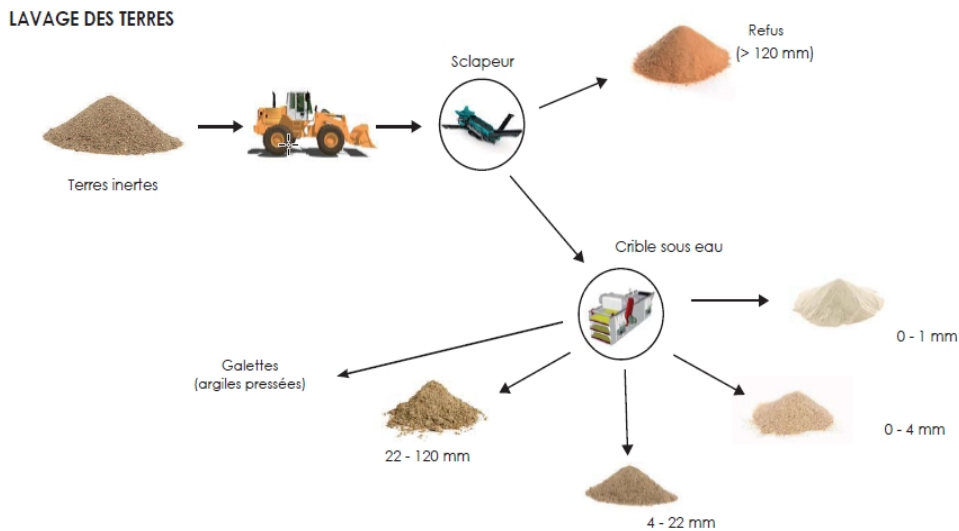 LAVAGE DES TERRES
Refus
(> 120 mm)
Sclapeur
Terres inertes
Crible sous eau
0 - 1 mm
Galettes
(argiles pressées)
0 - 4 mm
22 - 120 mm
4 - 22 mm